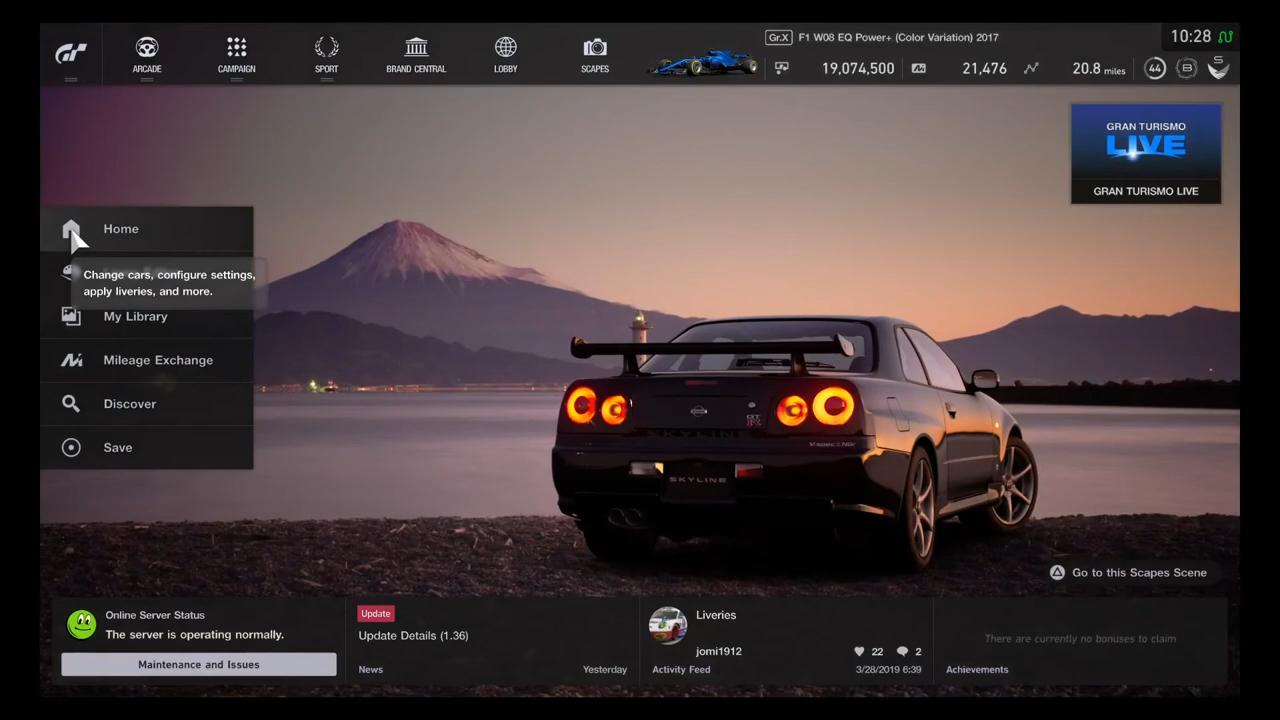 Gr.X F1 W08 EQ Power+ (Color Variation) 2017
10:28
ARCADE
CAMPAIGN
SPORT
BRAND CENTRAL
LOBBY
SCAPES
19,074,500
21,476
20.8 miles
44
B
S
GRAN TURISMO
LIVE
GRAN TURISMO LIVE
Home
Change cars, configure settings,
apply liveries, and more.
My Library
Mileage Exchange
Discover
Save
SKYLINE
GT R
SKYLINE
Go to this Scapes Scene
Online Server Status
The server is operating normally.
Maintenance and Issues
Update
Update Details (1.36)
News
Yesterday
Liveries
jomi1912
22
2
Activity Feed
3/28/2019 6:39
There are currently no bonuses to claim
Achievements